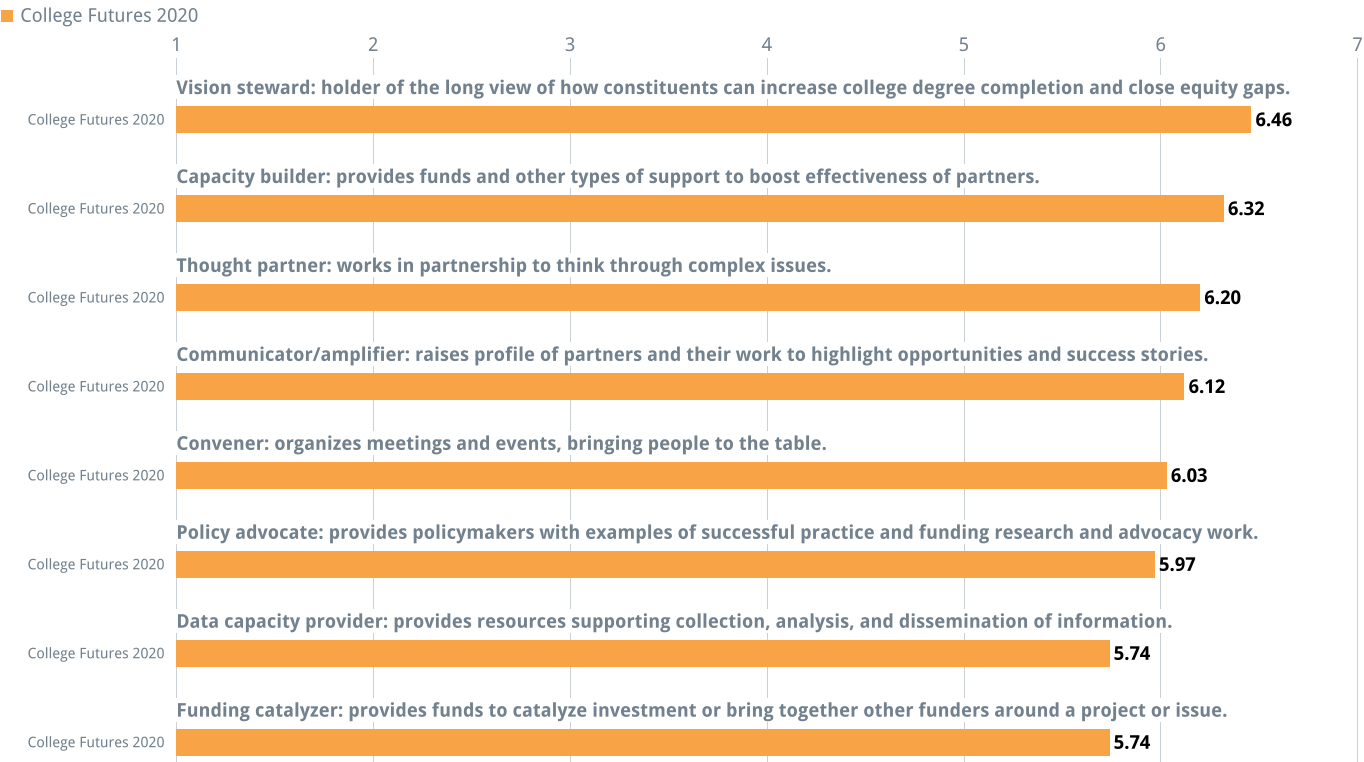 College Futures 2020
1 2 3 4 5 6 7
Vision steward: holder of the long view of how constituents can increase college degree completion and close equity gaps.
College Futures 2020 6.46
Capacity builder: provides funds and other types of support to boost effectiveness of partners.
College Futures 2020 6.32
Thought partner: works in partnership to think through complex issues.
College Futures 2020 6.20
Communicator/amplifier: raises profile of partners and their work to highlight opportunities and success stories.
College Futures 2020 6.12
Convener: organizes meetings and events, bringing people to the table.
College Futures 2020 6.03
Policy advocate: provides policymakers with examples of successful practice and funding research and advocacy work.
College Futures 2020 5.97
Data capacity provider: provides resources supporting collection, analysis, and dissemination of information.
College Futures 2020 5.74
Funding catalyzer: provides funds to catalyze investment or bring together other funders around a project or issue.
College Futures 2020 5.74